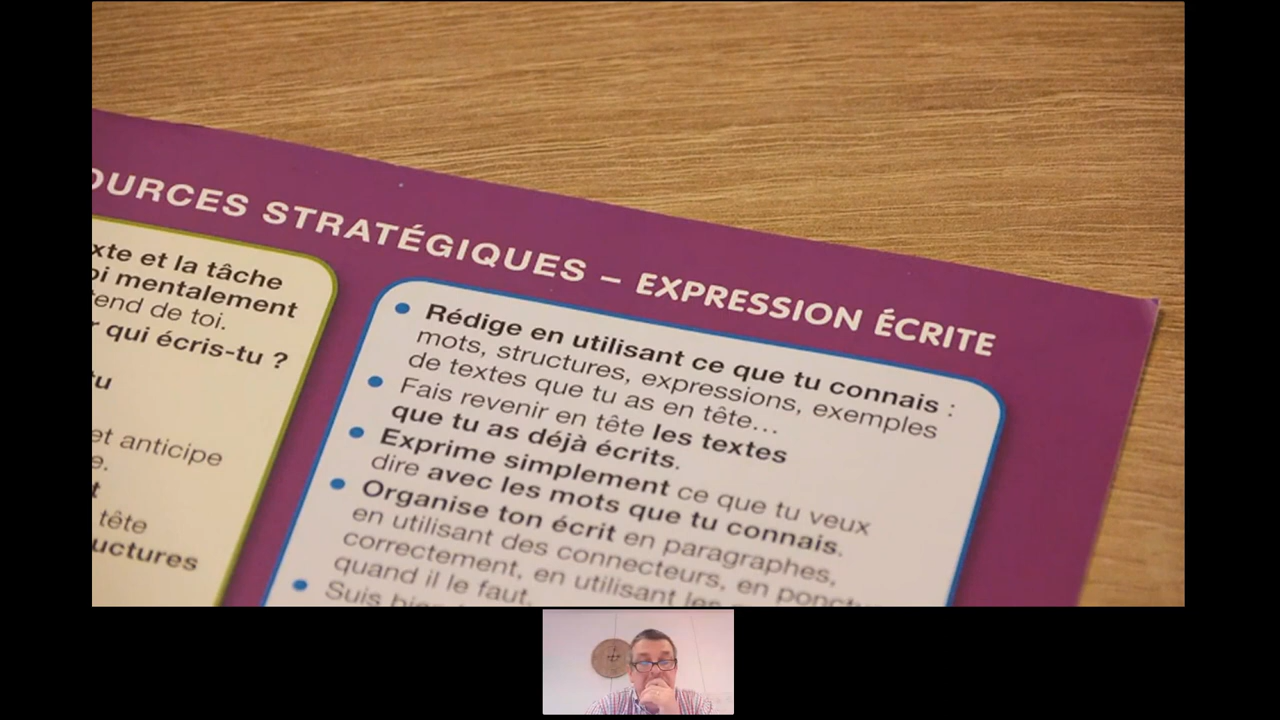 OURCES STRATÉGIQUES – EXPRESSION ÉCRITE
xte et la tâche
oi mentalement
tend de toi.
r qui écris-tu ?
tu
et anticipe
e.
t
tête
uctures
• Rédige en utilisant ce que tu connais :
mots, structures, expressions, exemples
de textes que tu as en tête…
• Fais revenir en tête les textes
que tu as déjà écrits.
• Exprime simplement ce que tu veux
dire avec les mots que tu connais.
• Organise ton écrit en paragraphes,
en utilisant des connecteurs, en ponctu
correctement, en utilisant les
quand il le faut.
• Suis bien